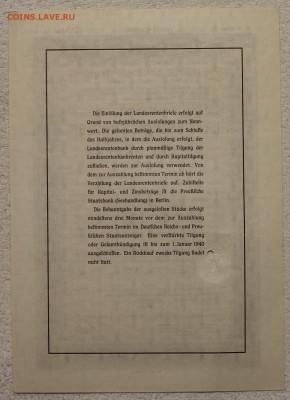 COINS.LAVE.RU
Die Einlösung der Landesrentenbriefe erfolgt auf
Grund von halbjährlichen Auslosungen zum Nenn-
wert. Die gesamten Beträge, die bis zum Schlusse
des Halbjahres, in dem die Auslosung erfolgt, der
Landesrentenbank durch planmäßige Tilgung der
Landesrentenbankrenten und durch Kapitaltilgung
zufließen, werden zur Auslosung verwendet. Von
dem zur Auszahlung bestimmten Termin ab hört die
Verzinsung der Landesrentenbriefe auf. Zahlstelle
für Kapital- und Zinsbeträge ist die Preußische
Staatsbank (Seehandlung) in Berlin.
Die Bekanntgabe der ausgelosten Stücke erfolgt
mindestens drei Monate vor dem zur Auszahlung
bestimmten Termin im Deutschen Reichs- und Preu-
ßischen Staatsanzeiger. Eine verstärkte Tilgung
oder Gesamtkündigung ist bis zum 1. Januar 1940
ausgeschlossen. Ein Rückkauf zwecks Tilgung findet
nicht statt.